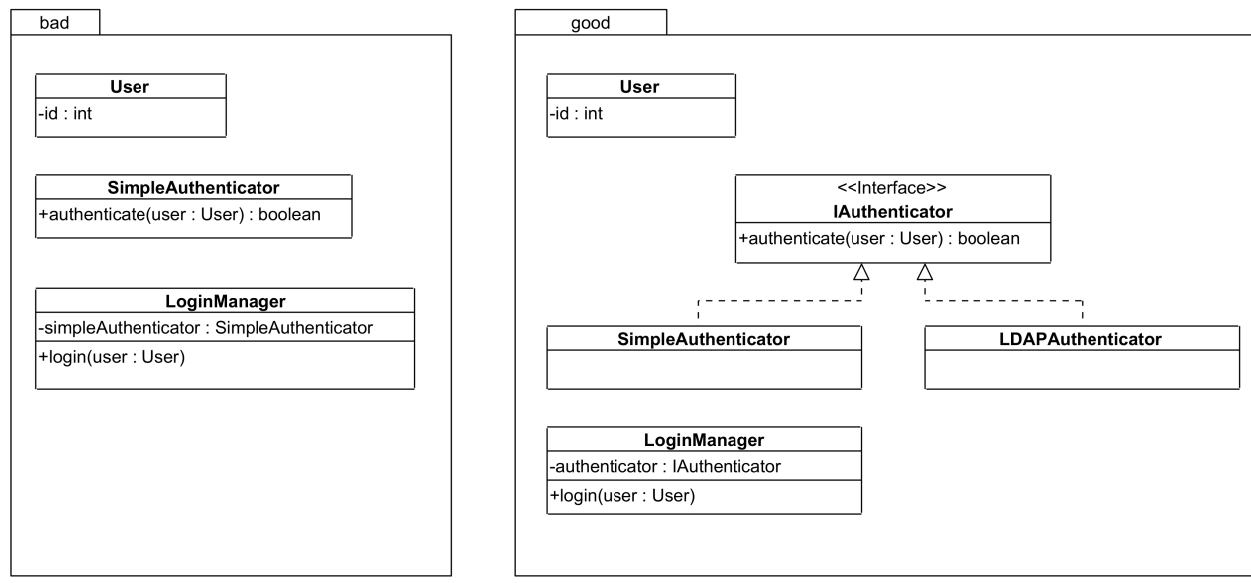 bad
User
-id : int
SimpleAuthenticator
+authenticate(user : User) : boolean
LoginManager
-simpleAuthenticator : SimpleAuthenticator
+login(user : User)
good
User
-id : int
<<Interface>>
IAuthenticator
+authenticate(user : User) : boolean
SimpleAuthenticator
LDAPAuthenticator
LoginManager
-authenticator : IAuthenticator
+login(user : User)